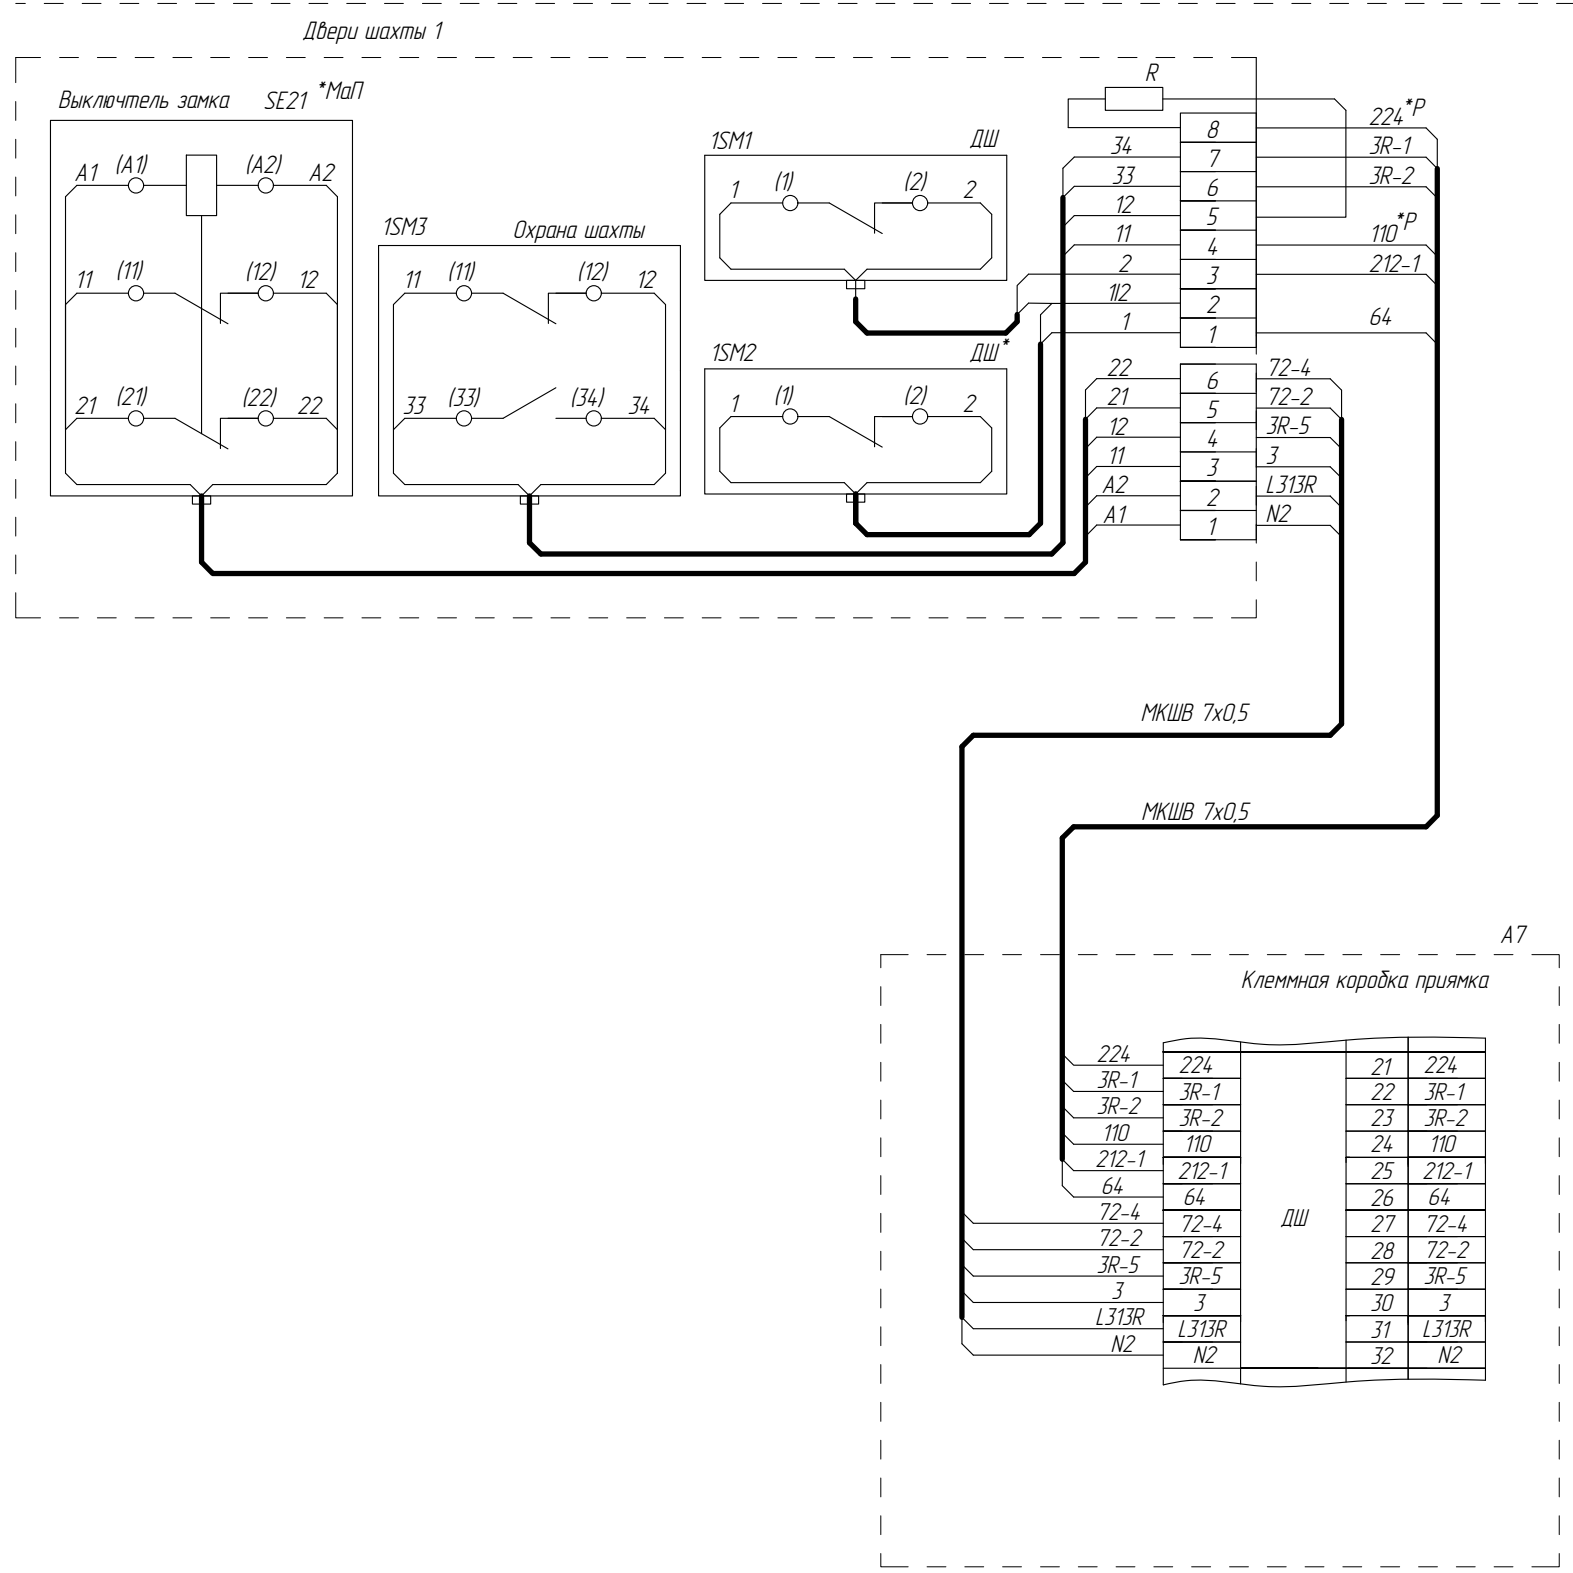 Двери шахты 1
Выключтель замка SE21 *МаП
A1 (A1) (A2) A2
11 (11) (12) 12
21 (21) (22) 22
1SM3 Охрана шахты
11 (11) (12) 12
33 (33) (34) 34
1SM1 ДШ
1 (1) (2) 2
1SM2 ДШ*
1 (1) (2) 2
R
8 224*Р
34 7 3R-1
33 6 3R-2
12 5
11 4 110*Р
2 3 212-1
1|2 2
1 1 64
22 6 72-4
21 5 72-2
12 4 3R-5
11 3 3
A2 2 L313R
A1 1 N2
МКШВ 7х0,5
МКШВ 7х0,5
А7
Клеммная коробка приямка
224 224 21 224
3R-1 3R-1 22 3R-1
3R-2 3R-2 23 3R-2
110 110 24 110
212-1 212-1 25 212-1
64 64 26 64
ДШ
72-4 72-4 27 72-4
72-2 72-2 28 72-2
3R-5 3R-5 29 3R-5
3 3 30 3
L313R L313R 31 L313R
N2 N2 32 N2